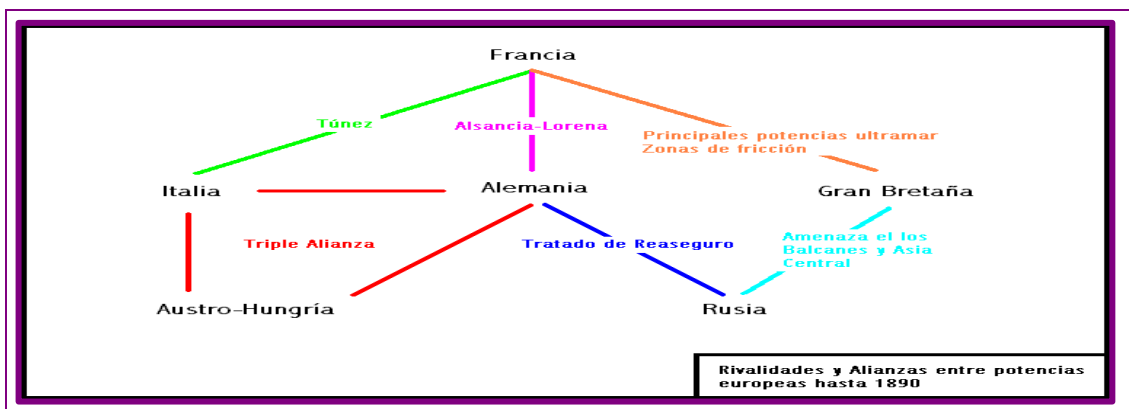 Francia
Túnez
Alsancia-Lorena
Principales potencias ultramar
Zonas de fricción
Italia
Alemania
Gran Bretaña
Triple Alianza
Tratado de Reaseguro
Amenaza el los
Balcanes y Asia
Central
Austro-Hungría
Rusia
Rivalidades y Alianzas entre potencias
europeas hasta 1890